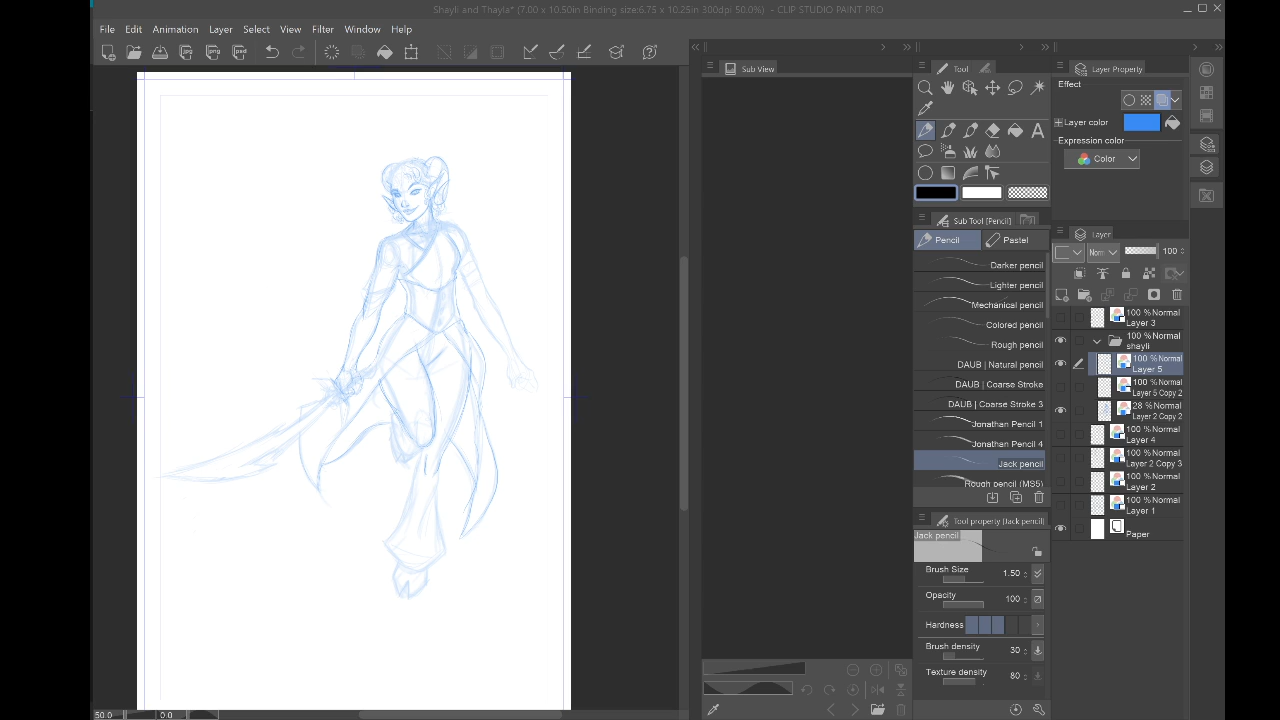 Shayli and Thayla* (7.00 x 10.50in Binding size:6.75 x 10.25in 300dpi 50.0%) - CLIP STUDIO PAINT PRO
File Edit Animation Layer Select View Filter Window Help
Sub View
Tool
Layer Property
Effect
Layer color
Expression color
Color
A
Sub Tool [Pencil]
Pencil
Pastel
Darker pencil
Lighter pencil
Mechanical pencil
Colored pencil
Rough pencil
DAUB | Natural pencil
DAUB | Coarse Stroke
DAUB | Coarse Stroke 3
Jonathan Pencil 1
Jonathan Pencil 4
Jack pencil
Rough pencil (MS5)
Tool property [Jack pencil]
Jack pencil
Brush Size 1.50
Opacity 100
Hardness
Brush density 30
Texture density 80
Layer
Norm
100
100 % Normal
Layer 3
100 % Normal
shayli
100 % Normal
Layer 5
100 % Normal
Layer 5 Copy 2
28 % Normal
Layer 2 Copy 2
100 % Normal
Layer 4
100 % Normal
Layer 2 Copy 3
100 % Normal
Layer 2
100 % Normal
Layer 1
Paper
50.0
0.0